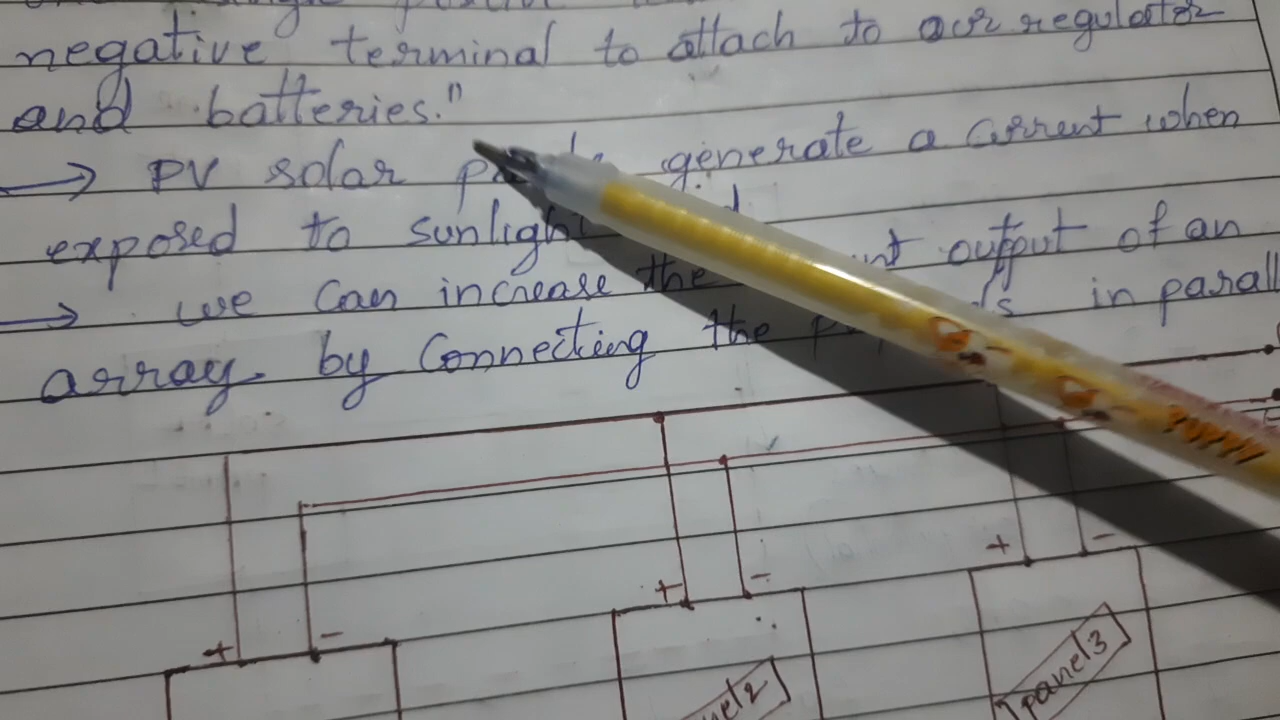 negative terminal to attach to our regulator
and batteries."
→ PV solar generate a current when
exposed to sunlight
→ we can increase the output of an
array by connecting the in parall
+ - + - + -
panel3